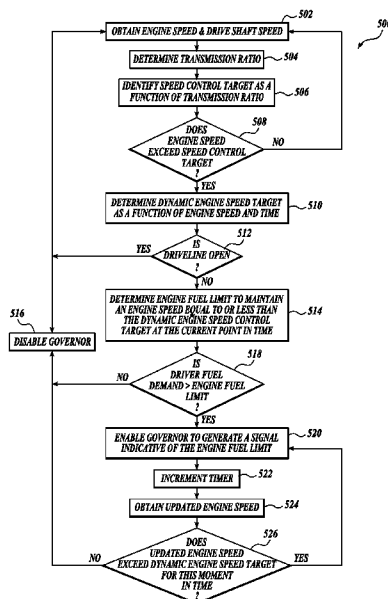 500
OBTAIN ENGINE SPEED & DRIVE SHAFT SPEED
502
DETERMINE TRANSMISSION RATIO
504
IDENTIFY SPEED CONTROL TARGET AS A
FUNCTION OF TRANSMISSION RATIO
506
DOES
ENGINE SPEED
EXCEED SPEED CONTROL
TARGET
?
508
NO
YES
DETERMINE DYNAMIC ENGINE SPEED TARGET
AS A FUNCTION OF ENGINE SPEED AND TIME
510
IS
DRIVELINE OPEN
?
512
YES
NO
DETERMINE ENGINE FUEL LIMIT TO MAINTAIN
AN ENGINE SPEED EQUAL TO OR LESS THAN
THE DYNAMIC ENGINE SPEED CONTROL
TARGET AT THE CURRENT POINT IN TIME
514
516
DISABLE GOVERNOR
IS
DRIVER FUEL
DEMAND > ENGINE FUEL
LIMIT
?
518
NO
YES
ENABLE GOVERNOR TO GENERATE A SIGNAL
INDICATIVE OF THE ENGINE FUEL LIMIT
520
INCREMENT TIMER
522
OBTAIN UPDATED ENGINE SPEED
524
DOES
UPDATED ENGINE SPEED
EXCEED DYNAMIC ENGINE SPEED TARGET
FOR THIS MOMENT
IN TIME
?
526
NO
YES